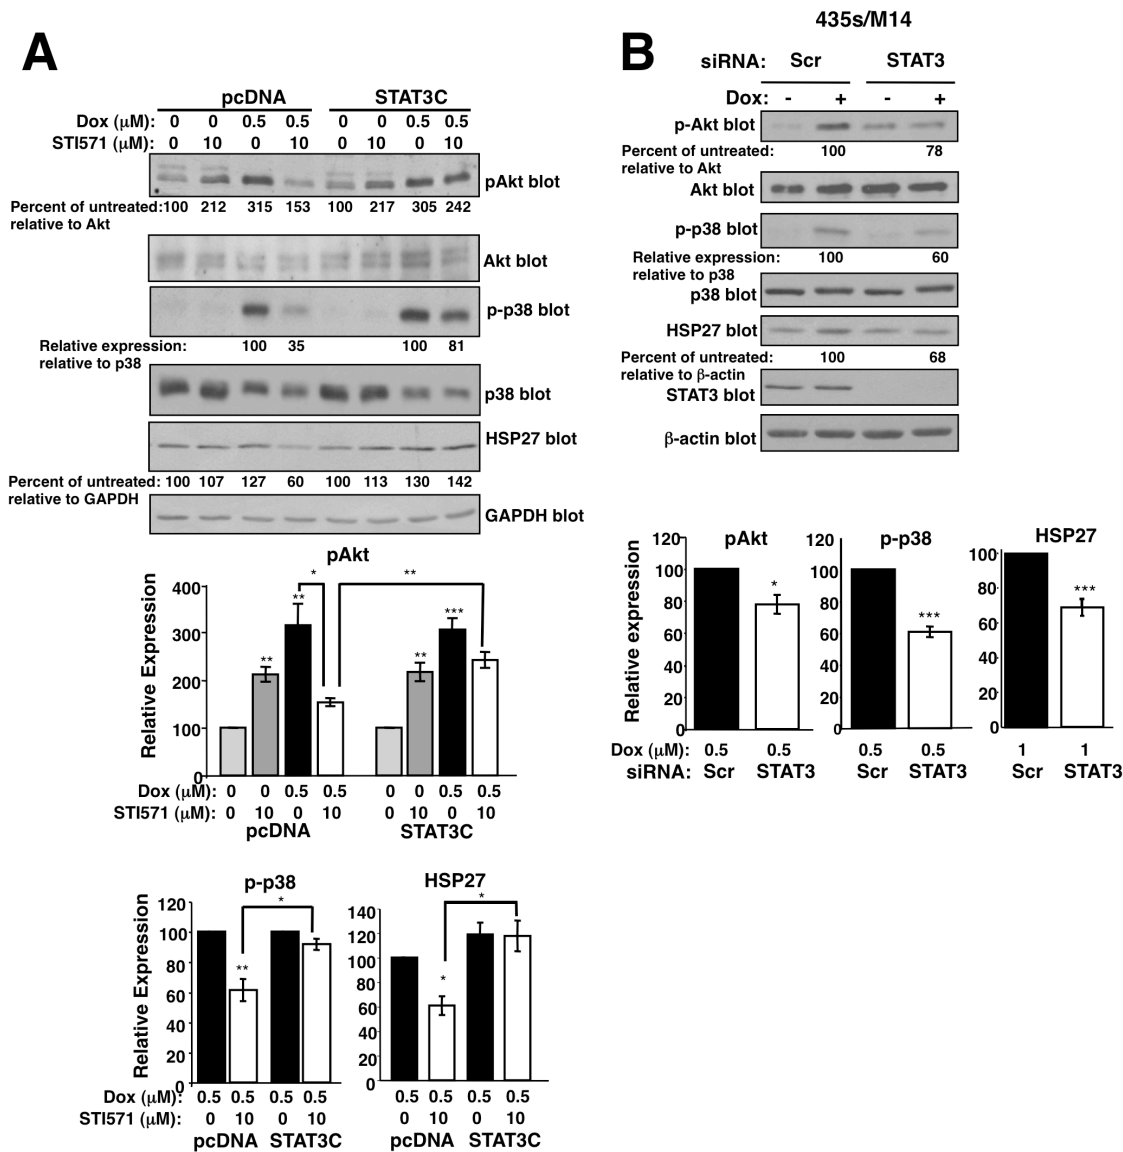 A
pcDNA STAT3C
Dox (μM): 0 0 0.5 0.5 0 0 0.5 0.5
STI571 (μM): 0 10 0 10 0 10 0 10
pAkt blot
Percent of untreated: 100 212 315 153 100 217 305 242
relative to Akt
Akt blot
p-p38 blot
Relative expression: 100 35 100 81
relative to p38
p38 blot
HSP27 blot
Percent of untreated: 100 107 127 60 100 113 130 142
relative to GAPDH
GAPDH blot
pAkt
Relative Expression
400
300
200
100
0
** ** * ** ** ***
Dox (μM): 0 0 0.5 0.5 0 0 0.5 0.5
STI571 (μM): 0 10 0 10 0 10 0 10
pcDNA STAT3C
p-p38
Relative Expression
120
100
80
60
40
20
0
** *
Dox (μM): 0.5 0.5 0.5 0.5
STI571 (μM): 0 10 0 10
pcDNA STAT3C
HSP27
140
120
100
80
60
40
20
0
* *
0.5 0.5 0.5 0.5
0 10 0 10
pcDNA STAT3C
B
435s/M14
siRNA: Scr STAT3
Dox: - + - +
p-Akt blot
Percent of untreated: 100 78
relative to Akt
Akt blot
p-p38 blot
Relative expression: 100 60
relative to p38
p38 blot
HSP27 blot
Percent of untreated: 100 68
relative to β-actin
STAT3 blot
β-actin blot
pAkt
Relative expression
120
100
80
60
40
20
0
*
Dox (μM): 0.5 0.5
siRNA: Scr STAT3
p-p38
120
100
80
60
40
20
0
***
0.5 0.5
Scr STAT3
HSP27
100
80
60
40
20
0
***
1 1
Scr STAT3